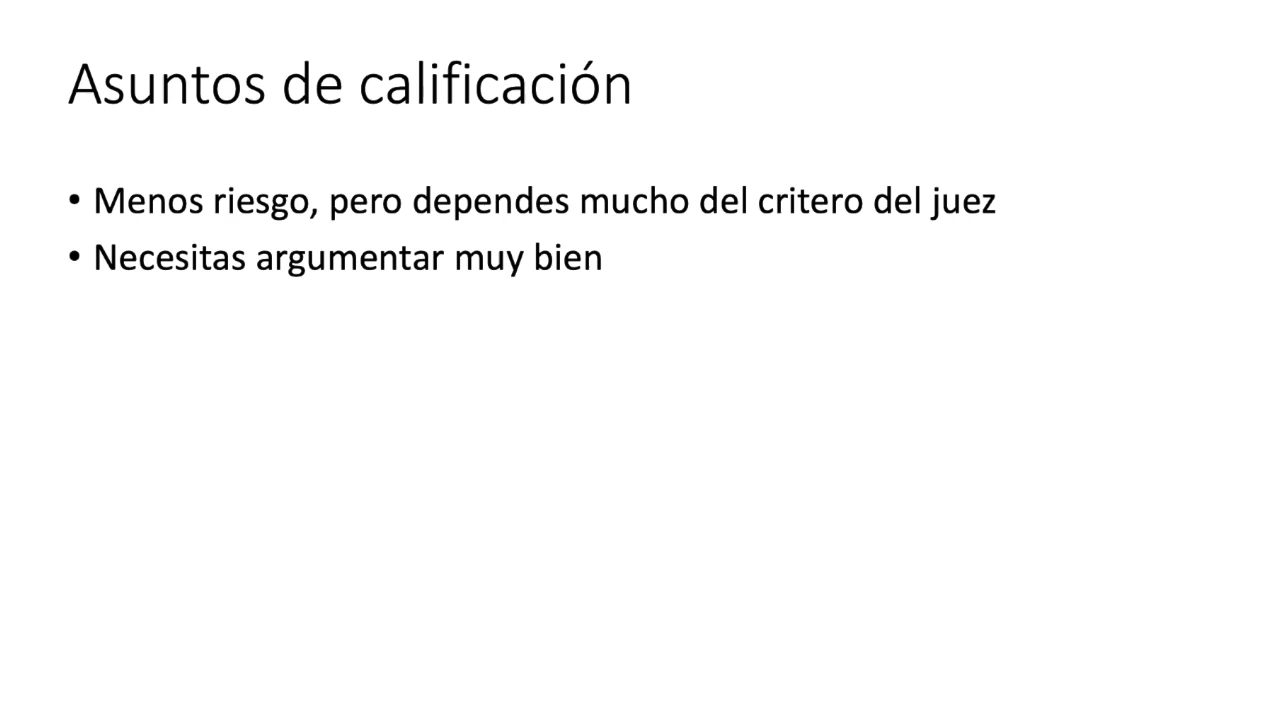 Asuntos de calificación
• Menos riesgo, pero dependes mucho del critero del juez
• Necesitas argumentar muy bien